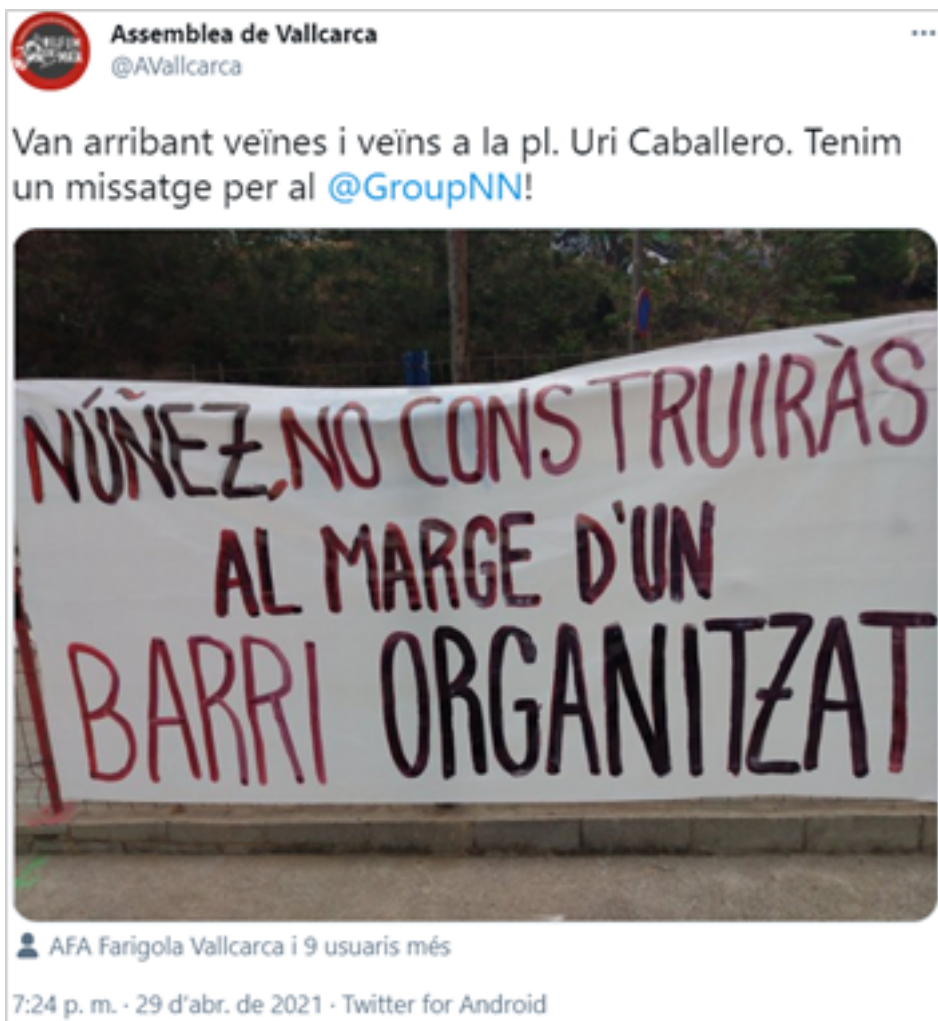 Assemblea de Vallcarca
@AVallcarca
Van arribant veïnes i veïns a la pl. Uri Caballero. Tenim
un missatge per al @GroupNN!
NÚÑEZ, NO CONSTRUIRÀS
AL MARGE D'UN
BARRI ORGANITZAT
AFA Farigola Vallcarca i 9 usuaris més
7:24 p. m. · 29 d'abr. de 2021 · Twitter for Android